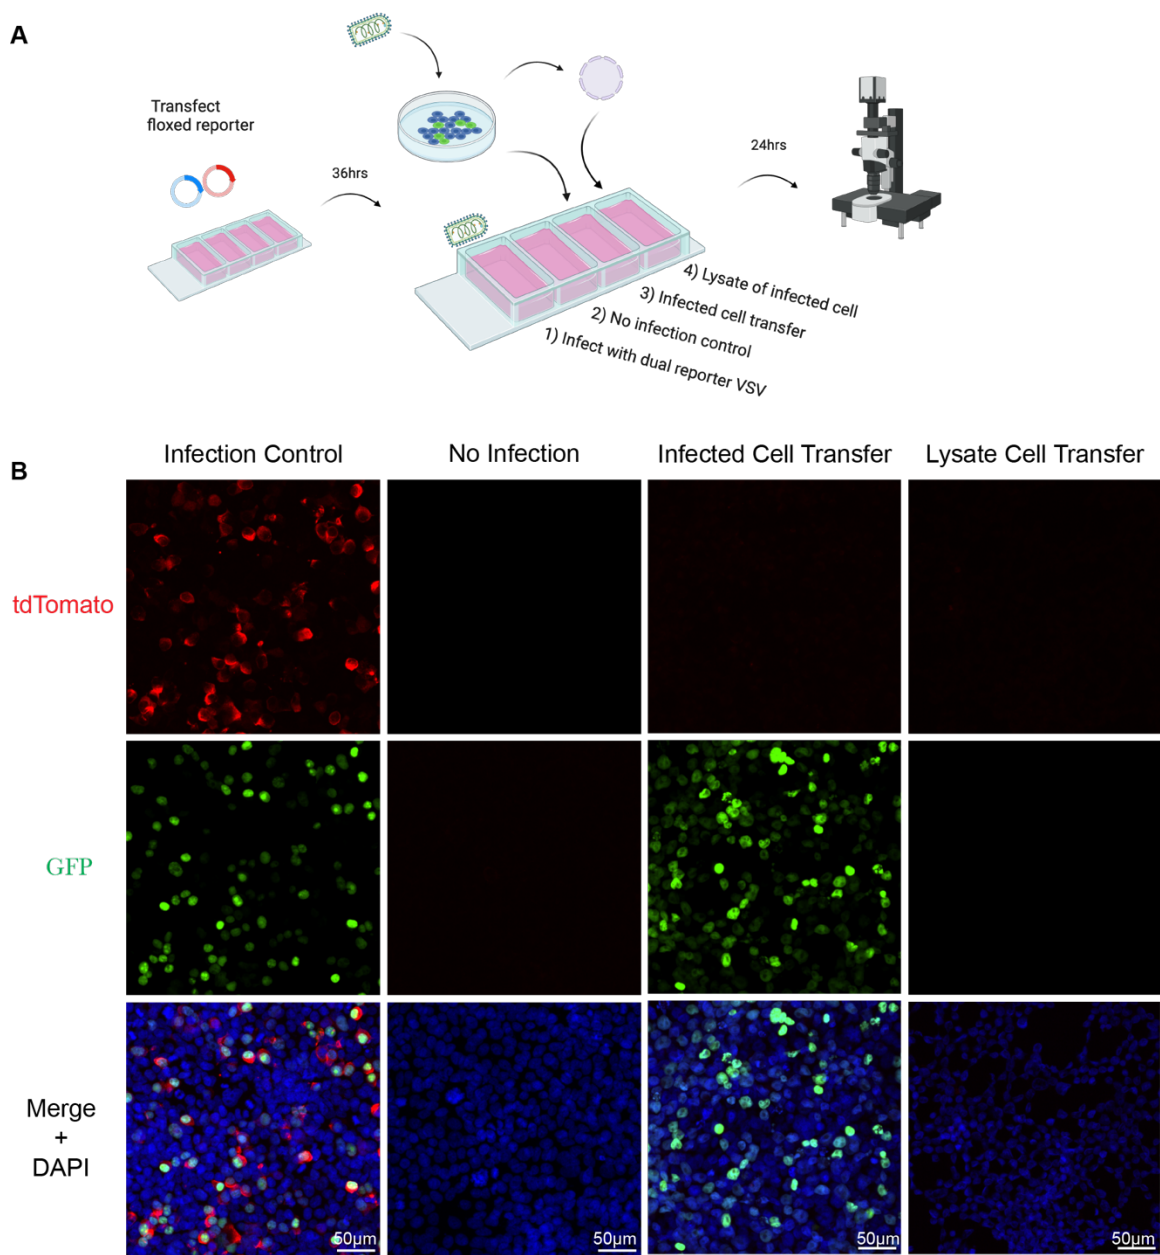 A
Transfect
floxed reporter
36hrs
24hrs
4) Lysate of infected cell
3) Infected cell transfer
2) No infection control
1) Infect with dual reporter VSV
B
Infection Control
No Infection
Infected Cell Transfer
Lysate Cell Transfer
tdTomato
GFP
Merge
+
DAPI
50µm
50µm
50µm
50µm